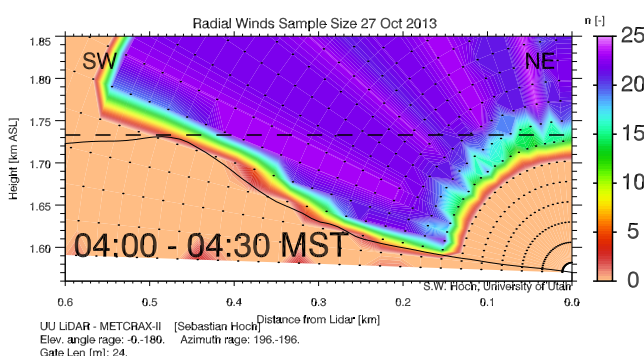 Radial Winds Sample Size 27 Oct 2013
n [-]
1.85
25
SW
NE
1.80
20
1.75
15
Height [km ASL]
1.70
10
1.65
5
1.60
04:00 - 04:30 MST
0
S.W. Hoch, University of Utah
0.6 0.5 0.4 0.3 0.2 0.1 0.0
Distance from Lidar [km]
UU LiDAR - METCRAX-II [Sebastian Hoch]
Elev. angle rage: -0.-180. Azimuth rage: 196.-196.
Gate Len [m]: 24.